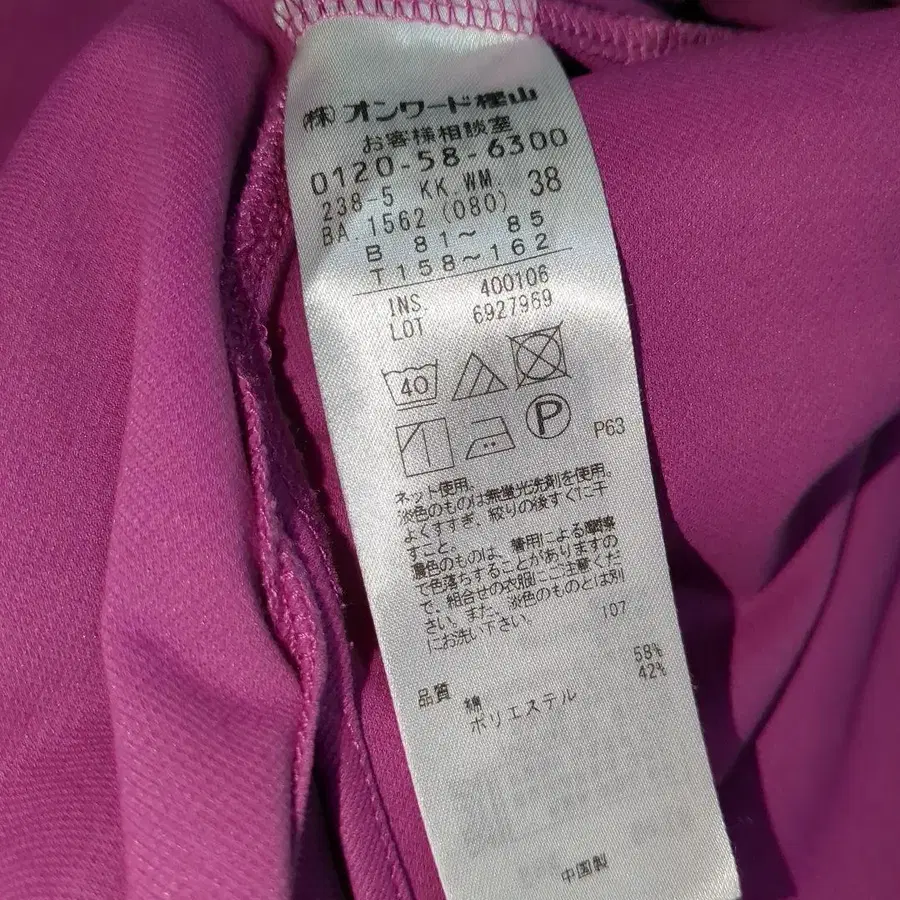 ㈱オンワード樫山
お客様相談室
0120-58-6300
238-5 KK.WM 38
BA.1562 (080)
B 81～ 85
T158～162
INS 400106
LOT 6927969
40
P
P63
ネット使用。
淡色のものは無蛍光洗剤を使用。
よくすすぎ、絞りの後すぐに干
すこと。
濃色のものは、着用による摩擦
で色落ちすることがありますの
で、組合せの衣服にご注意くだ
さい。また、淡色のものとは別
にお洗い下さい。 107
品質 綿 58%
ポリエステル 42%
中国製